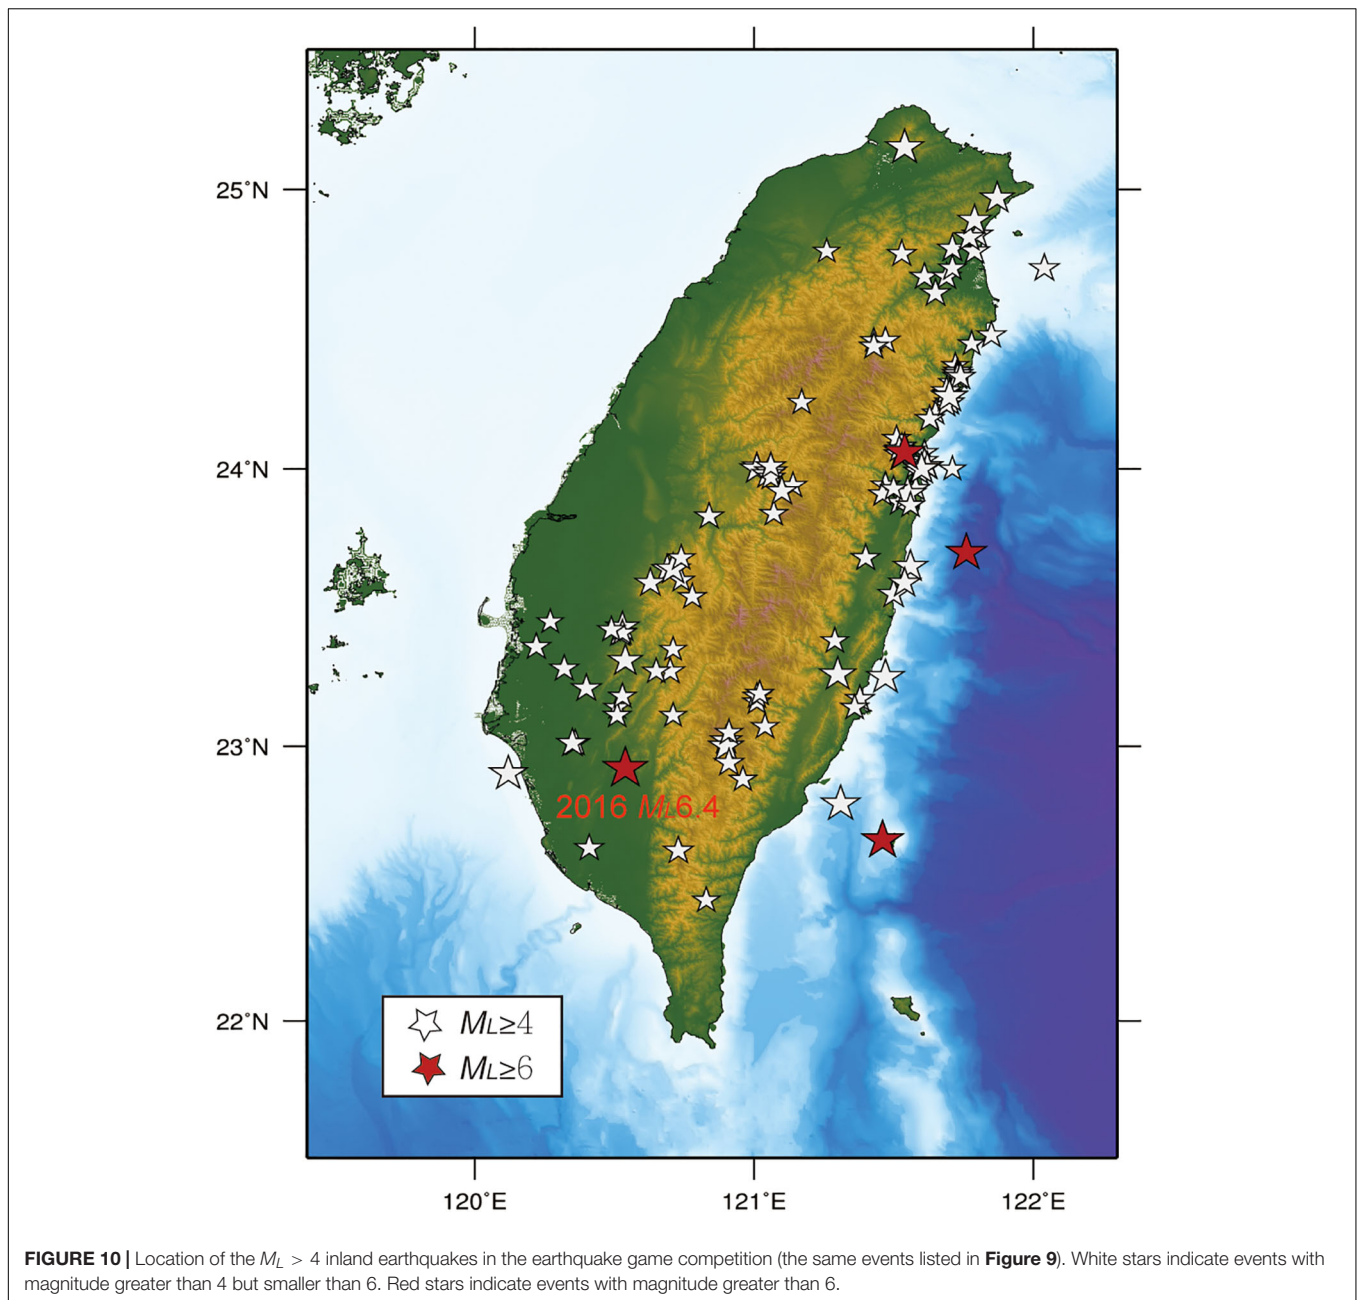 25°N
24°N
23°N
2016 ML6.4
22°N
ML≥4
ML≥6
120°E 121°E 122°E
FIGURE 10 | Location of the ML > 4 inland earthquakes in the earthquake game competition (the same events listed in Figure 9). White stars indicate events with
magnitude greater than 4 but smaller than 6. Red stars indicate events with magnitude greater than 6.